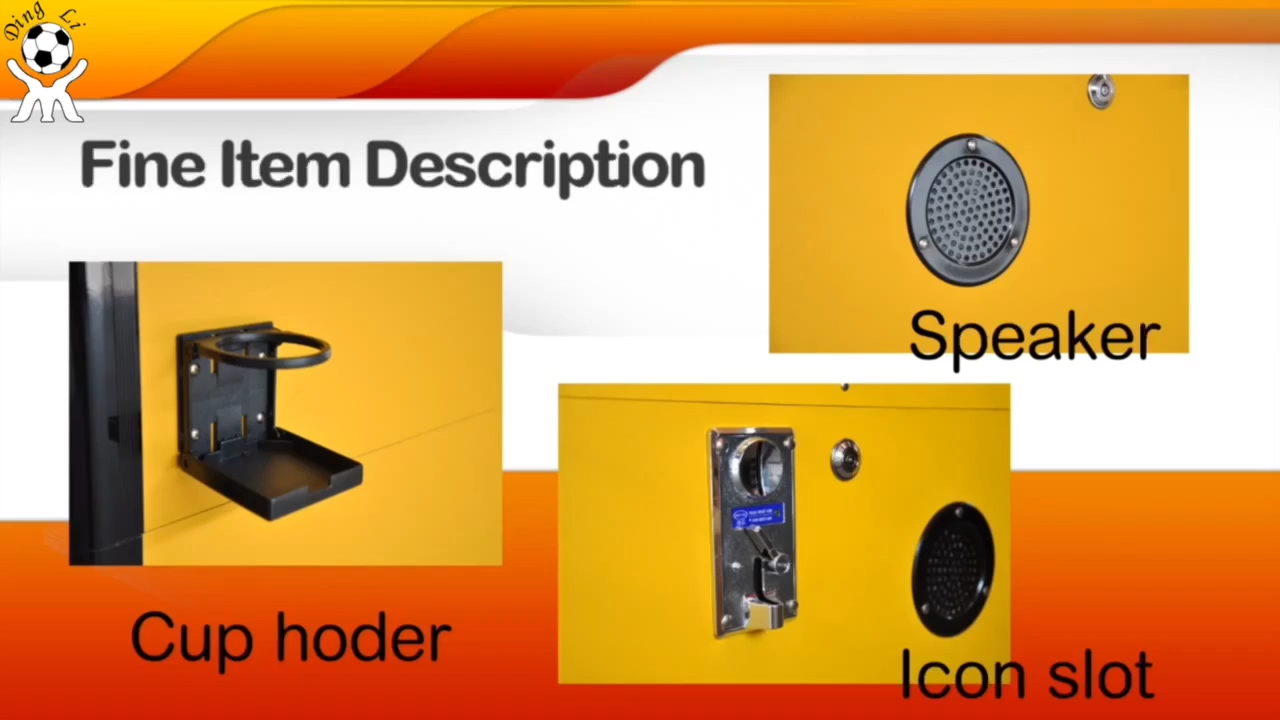 Ding Li
Fine Item Description
Speaker
Cup hoder
Icon slot